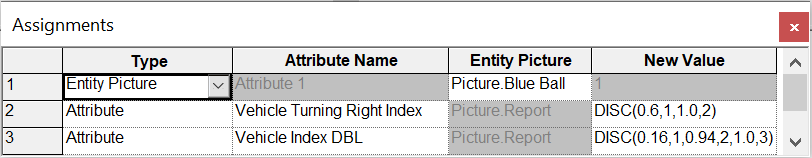 Assignments
Type Attribute Name Entity Picture New Value
1 Entity Picture Attribute 1 Picture.Blue Ball 1
2 Attribute Vehicle Turning Right Index Picture.Report DISC(0.6,1,1.0,2)
3 Attribute Vehicle Index DBL Picture.Report DISC(0.16,1,0.94,2,1.0,3)